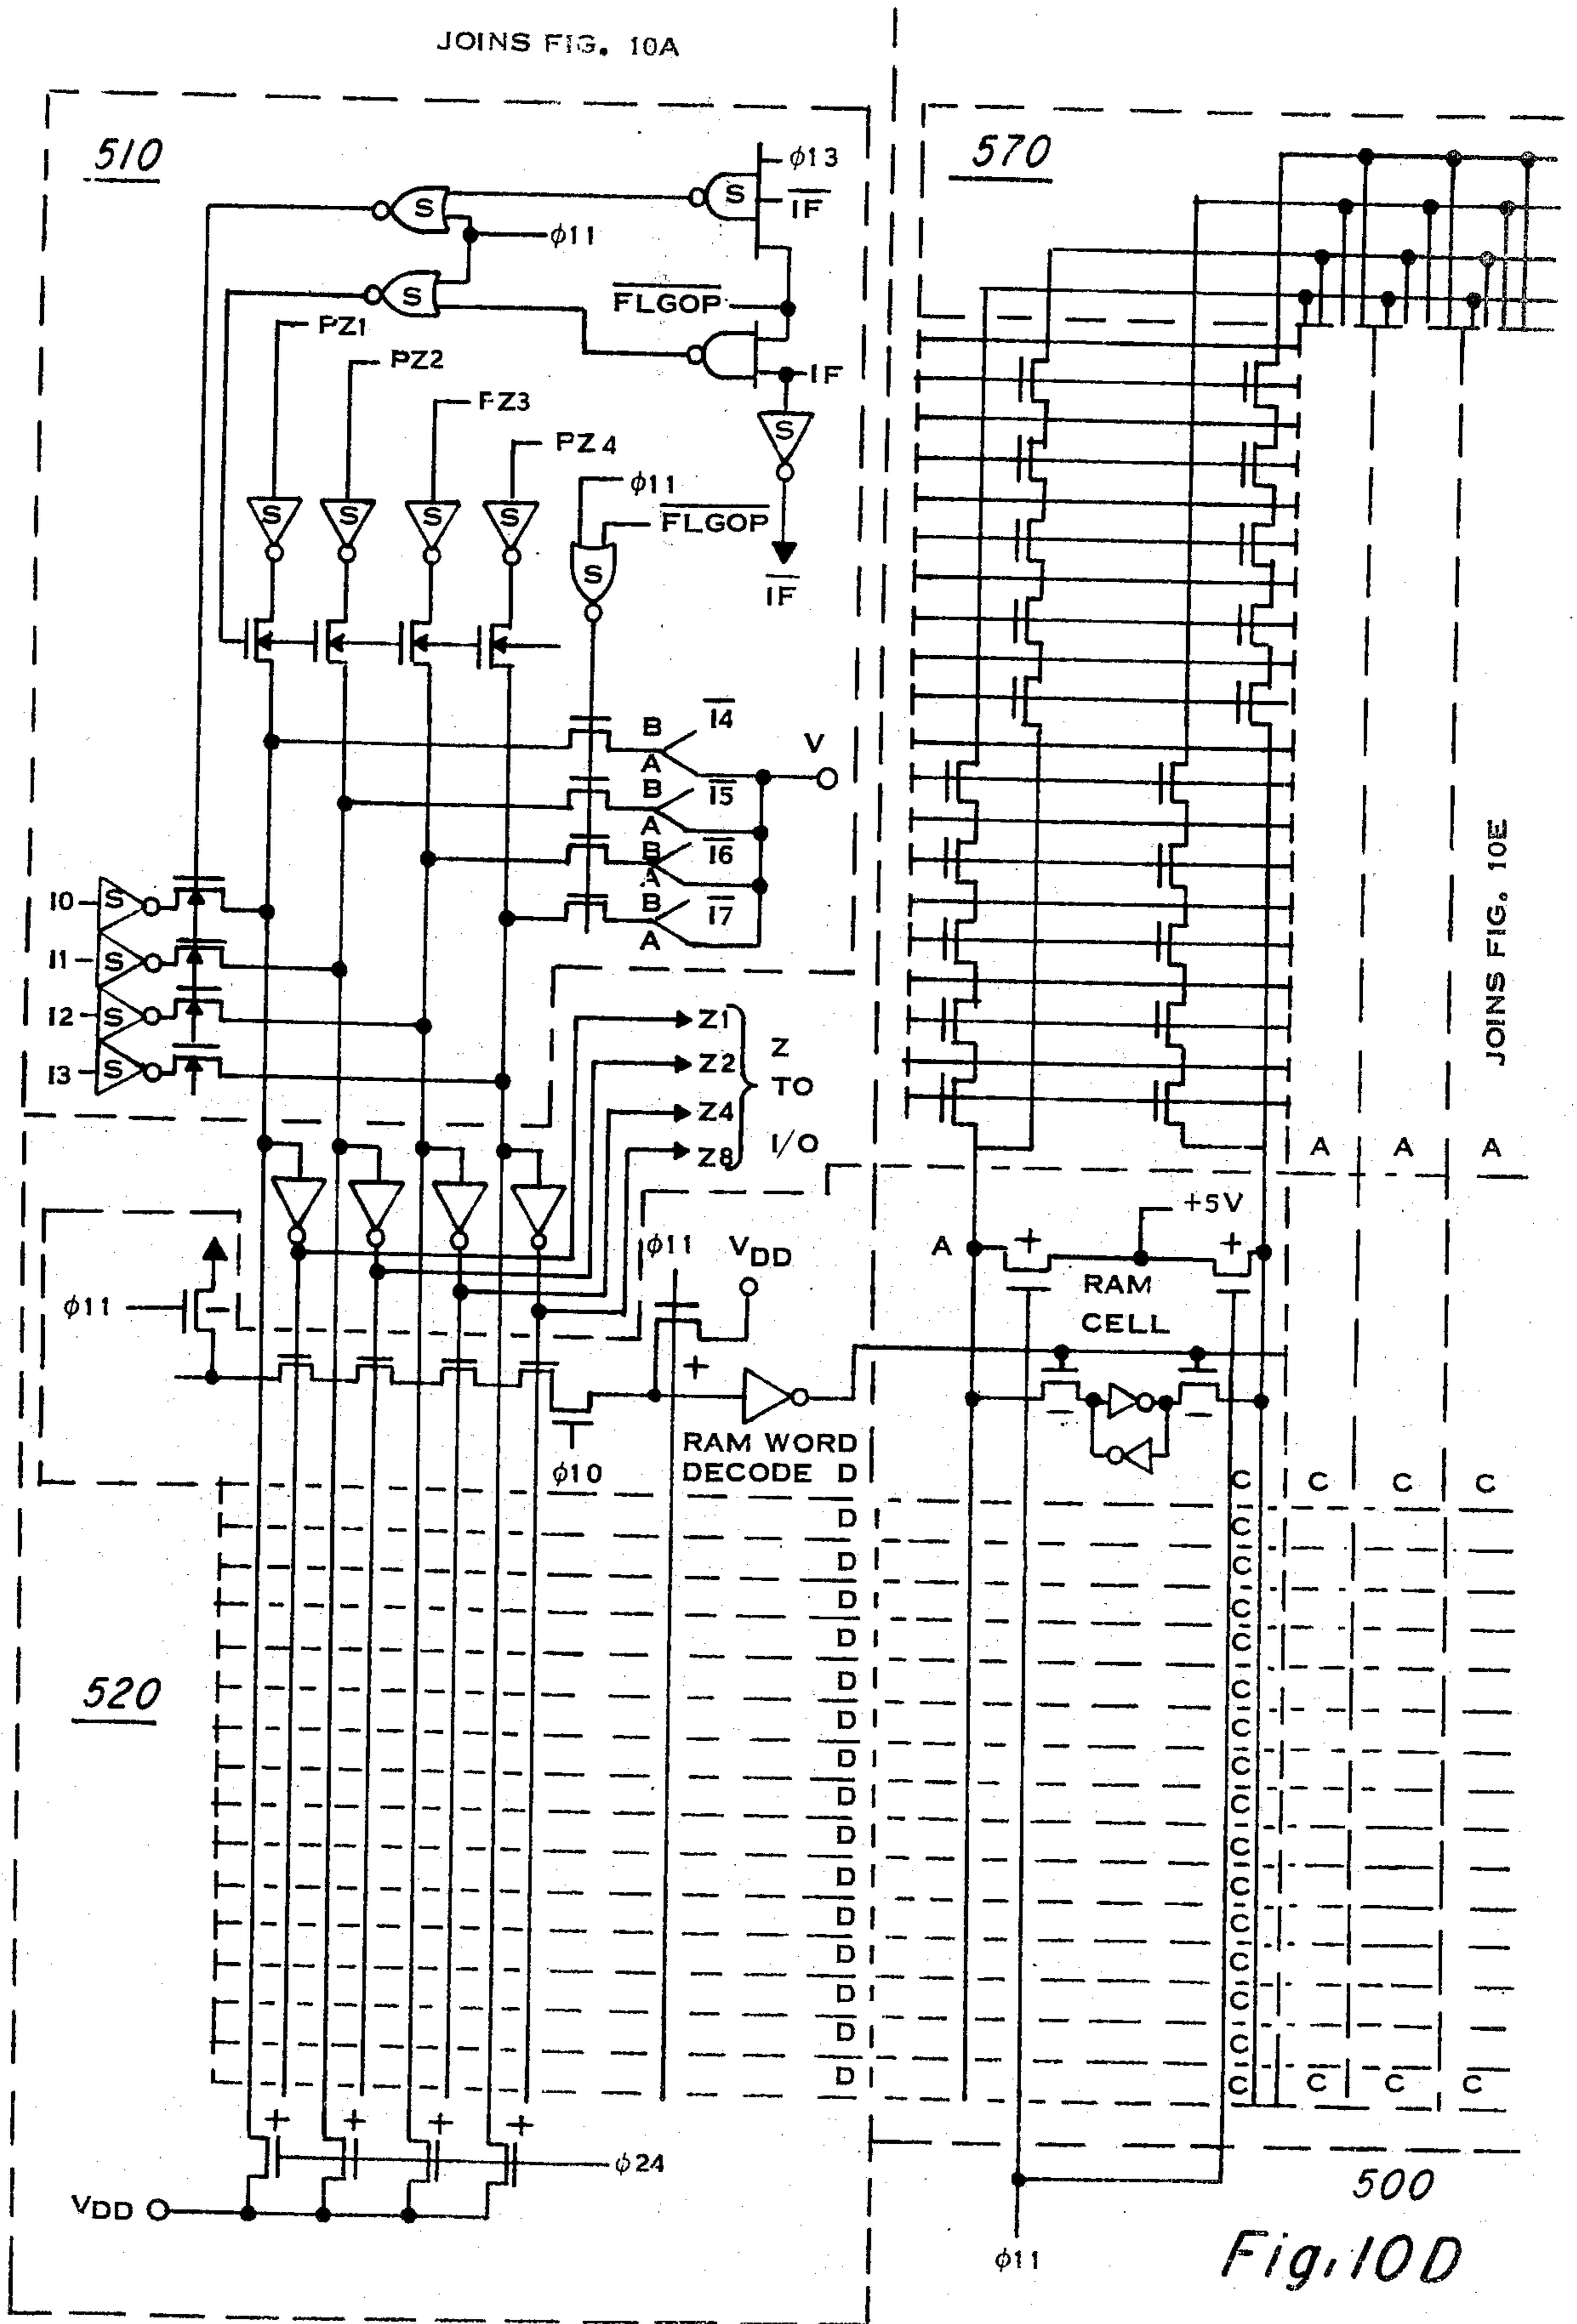 JOINS FIG. 10A
510
570
φ13
S
S
IF
φ11
S
FLGOP
PZ1
PZ2
PZ3
PZ4
IF
S
φ11
FLGOP
S
S
S
S
S
IF
B
I4
V
A
B
I5
A
B
I6
A
B
I7
A
I0
S
I1
S
I2
S
I3
S
JOINS FIG. 10E
Z1
Z2
Z4
Z8
Z
TO
I/O
A
A
A
+5V
A
+
+
RAM
CELL
φ11
VDD
φ11
-
+
-
-
RAM WORD
DECODE
φ10
D
D
C
C
C
C
D
C
D
C
D
C
D
C
D
C
D
C
D
C
D
C
D
C
D
C
D
C
D
C
D
C
D
C
D
C
D
C
C
C
C
520
+
+
+
+
φ24
VDD
500
φ11
Fig. 10D